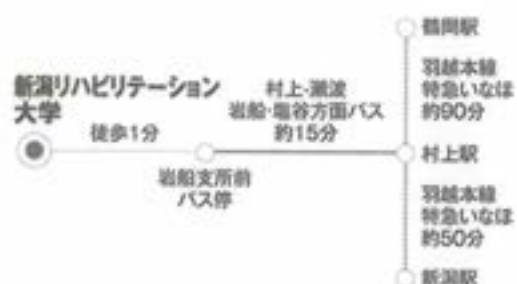 新潟リハビリテーション
大学
徒歩1分
岩船支所前
バス停
村上-瀬波
岩船·塩谷方面バス
約15分
鶴岡駅
羽越本線
特急いなほ
約90分
村上駅
羽越本線
特急いなほ
約50分
新潟駅